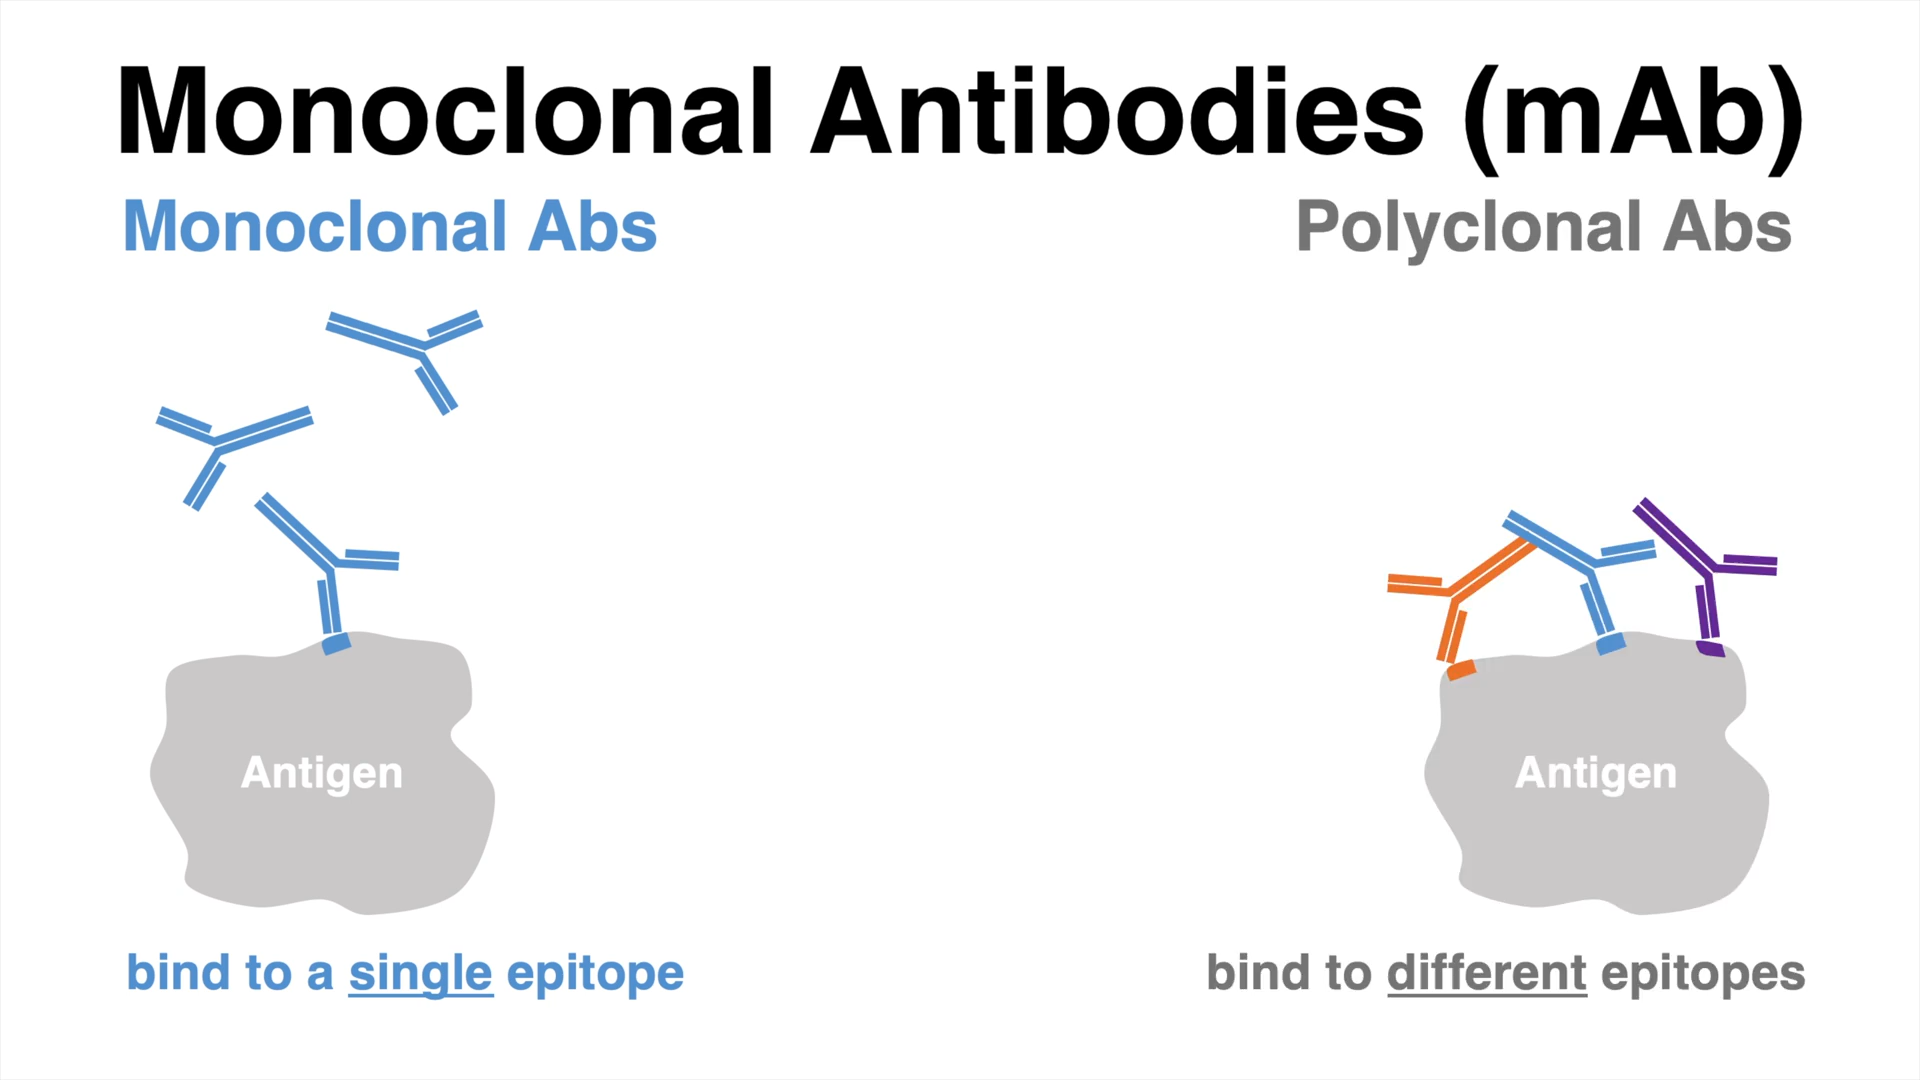 Monoclonal Antibodies (mAb)
Monoclonal Abs
Polyclonal Abs
Antigen
Antigen
bind to a single epitope
bind to different epitopes